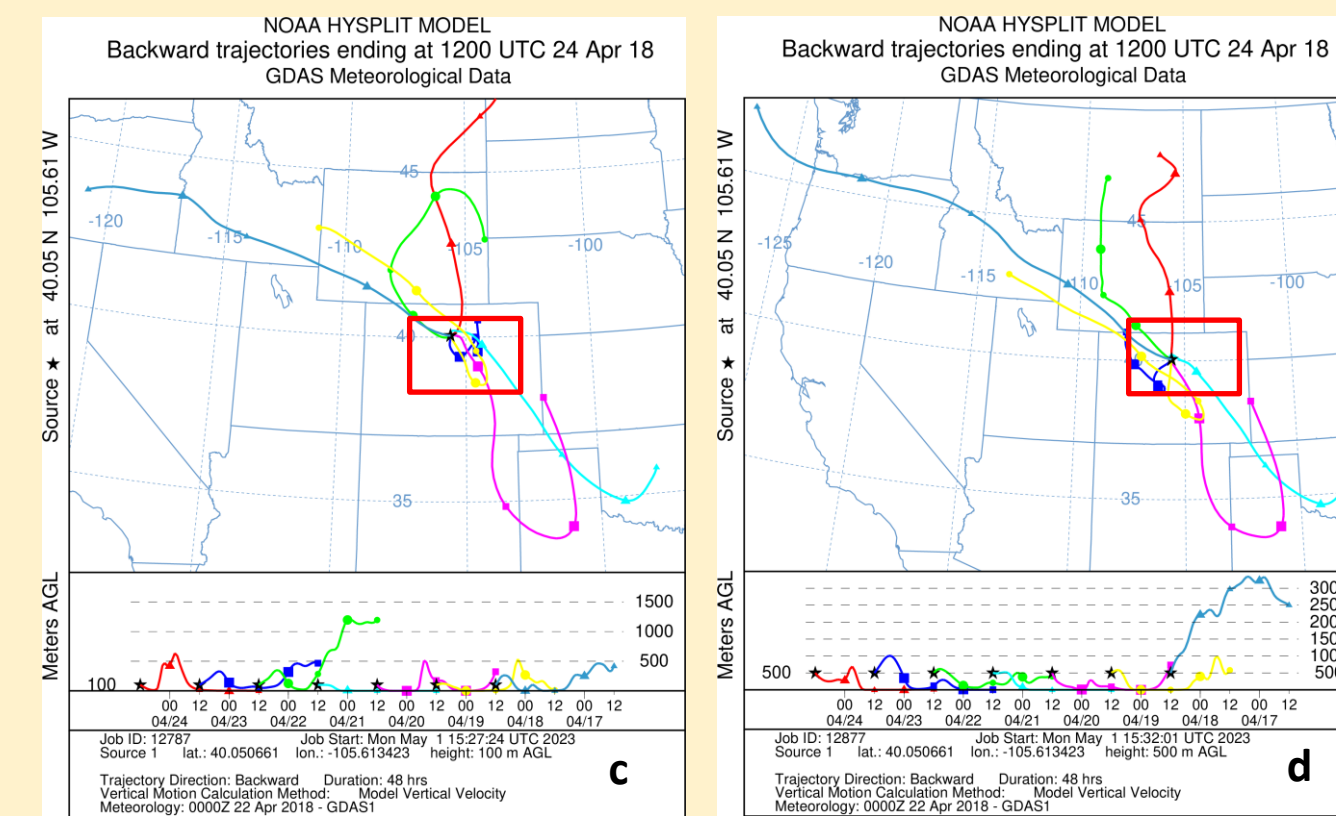 NOAA HYSPLIT MODEL
Backward trajectories ending at 1200 UTC 24 Apr 18
GDAS Meteorological Data
Source ★ at 40.05 N 105.61 W
-120
-115
-110
-105
-100
45
40
35
Meters AGL
1500
1000
500
100
00 12 00 12 00 12 00 12 00 12 00 12 00 12 00 12
04/24 04/23 04/22 04/21 04/20 04/19 04/18 04/17
Job ID: 12787 Job Start: Mon May 1 15:27:24 UTC 2023
Source 1 lat.: 40.050661 lon.: -105.613423 height: 100 m AGL
Trajectory Direction: Backward Duration: 48 hrs
Vertical Motion Calculation Method: Model Vertical Velocity
Meteorology: 0000Z 22 Apr 2018 - GDAS1
c
NOAA HYSPLIT MODEL
Backward trajectories ending at 1200 UTC 24 Apr 18
GDAS Meteorological Data
Source ★ at 40.05 N 105.61 W
-125
-120
-115
110
105
-100
45
35
Meters AGL
300
250
200
150
100
500
500
00 12 00 12 00 12 00 12 00 12 00 12 00 12 00 12
04/24 04/23 04/22 04/21 04/20 04/19 04/18 04/17
Job ID: 12877 Job Start: Mon May 1 15:32:01 UTC 2023
Source 1 lat.: 40.050661 lon.: -105.613423 height: 500 m AGL
Trajectory Direction: Backward Duration: 48 hrs
Vertical Motion Calculation Method: Model Vertical Velocity
Meteorology: 0000Z 22 Apr 2018 - GDAS1
d